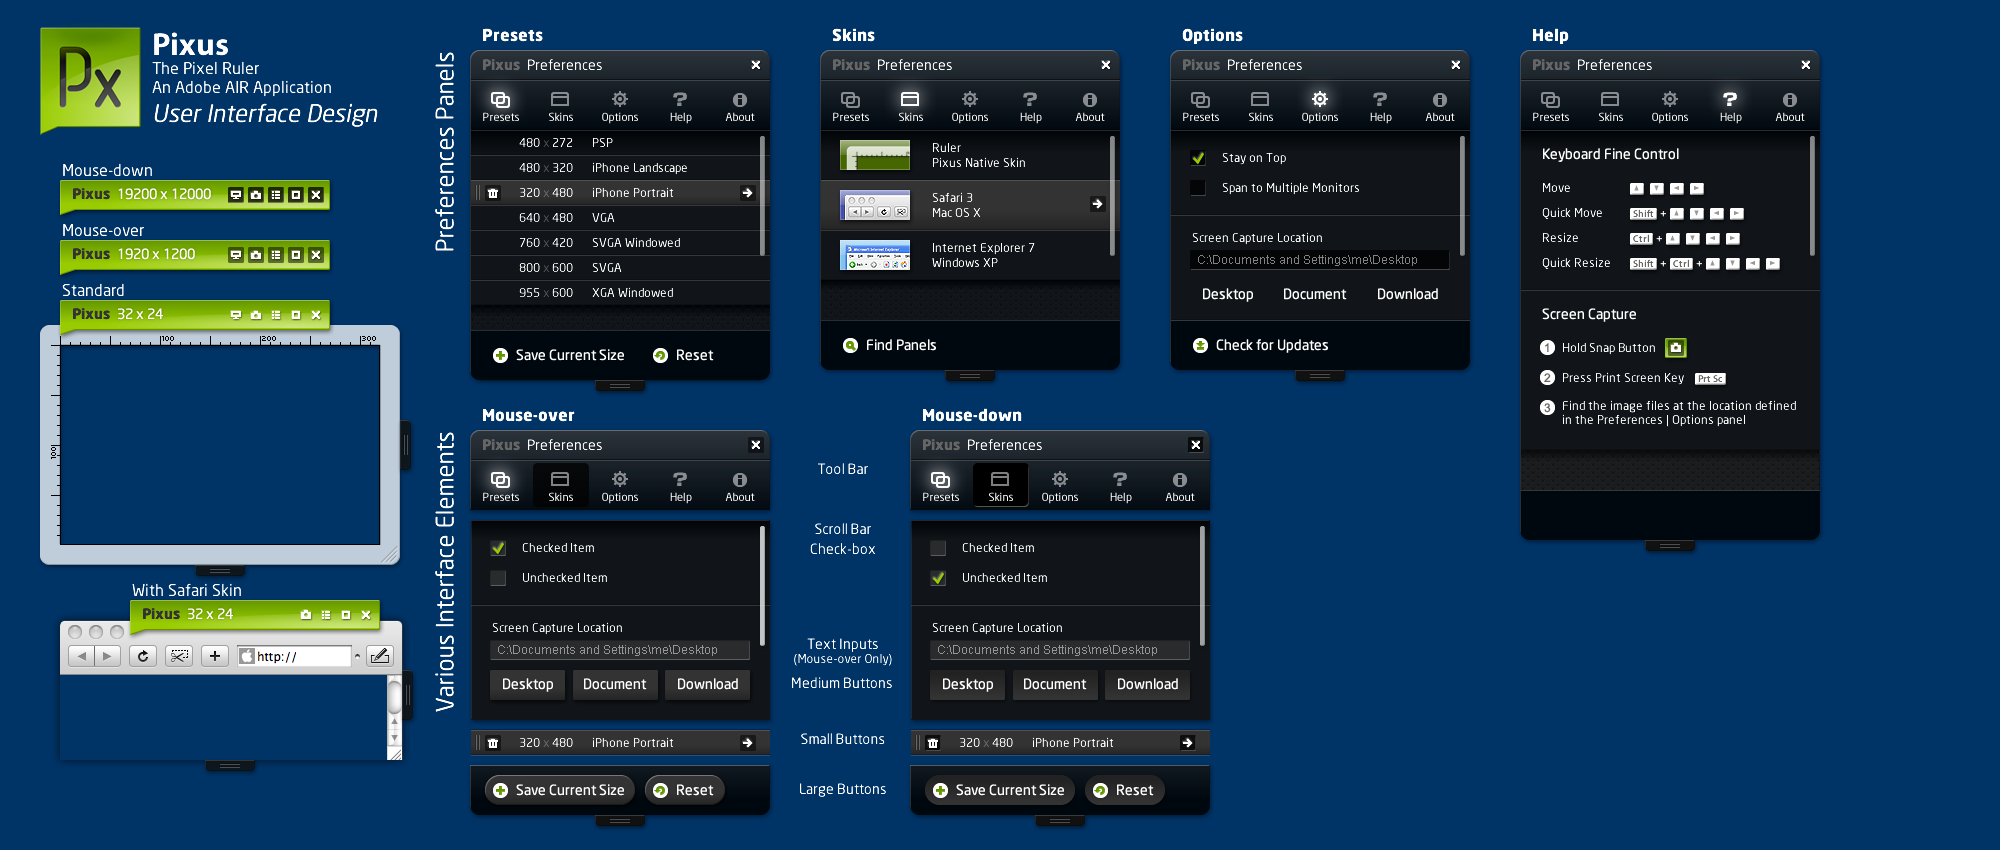 Px
Pixus
The Pixel Ruler
An Adobe AIR Application
User Interface Design
Mouse-down
Pixus 19200 x 12000
Mouse-over
Pixus 1920 x 1200
Standard
Pixus 32 x 24
100
200
300
100
With Safari Skin
Pixus 32 x 24
http://
Preferences Panels
Presets
Pixus Preferences
Presets Skins Options Help About
480 x 272 PSP
480 x 320 iPhone Landscape
320 x 480 iPhone Portrait
640 x 480 VGA
760 x 420 SVGA Windowed
800 x 600 SVGA
955 x 600 XGA Windowed
Save Current Size Reset
Skins
Pixus Preferences
Presets Skins Options Help About
Ruler
Pixus Native Skin
Safari 3
Mac OS X
Internet Explorer 7
Windows XP
Find Panels
Options
Pixus Preferences
Presets Skins Options Help About
Stay on Top
Span to Multiple Monitors
Screen Capture Location
C:\Documents and Settings\me\Desktop
Desktop Document Download
Check for Updates
Help
Pixus Preferences
Presets Skins Options Help About
Keyboard Fine Control
Move
Quick Move Shift +
Resize Ctrl +
Quick Resize Shift + Ctrl +
Screen Capture
1 Hold Snap Button
2 Press Print Screen Key Prt Sc
3 Find the image files at the location defined
in the Preferences | Options panel
Various Interface Elements
Mouse-over
Pixus Preferences
Presets Skins Options Help About
Checked Item
Unchecked Item
Screen Capture Location
C:\Documents and Settings\me\Desktop
Desktop Document Download
320 x 480 iPhone Portrait
Save Current Size Reset
Tool Bar
Scroll Bar
Check-box
Text Inputs
(Mouse-over Only)
Medium Buttons
Small Buttons
Large Buttons
Mouse-down
Pixus Preferences
Presets Skins Options Help About
Checked Item
Unchecked Item
Screen Capture Location
C:\Documents and Settings\me\Desktop
Desktop Document Download
320 x 480 iPhone Portrait
Save Current Size Reset